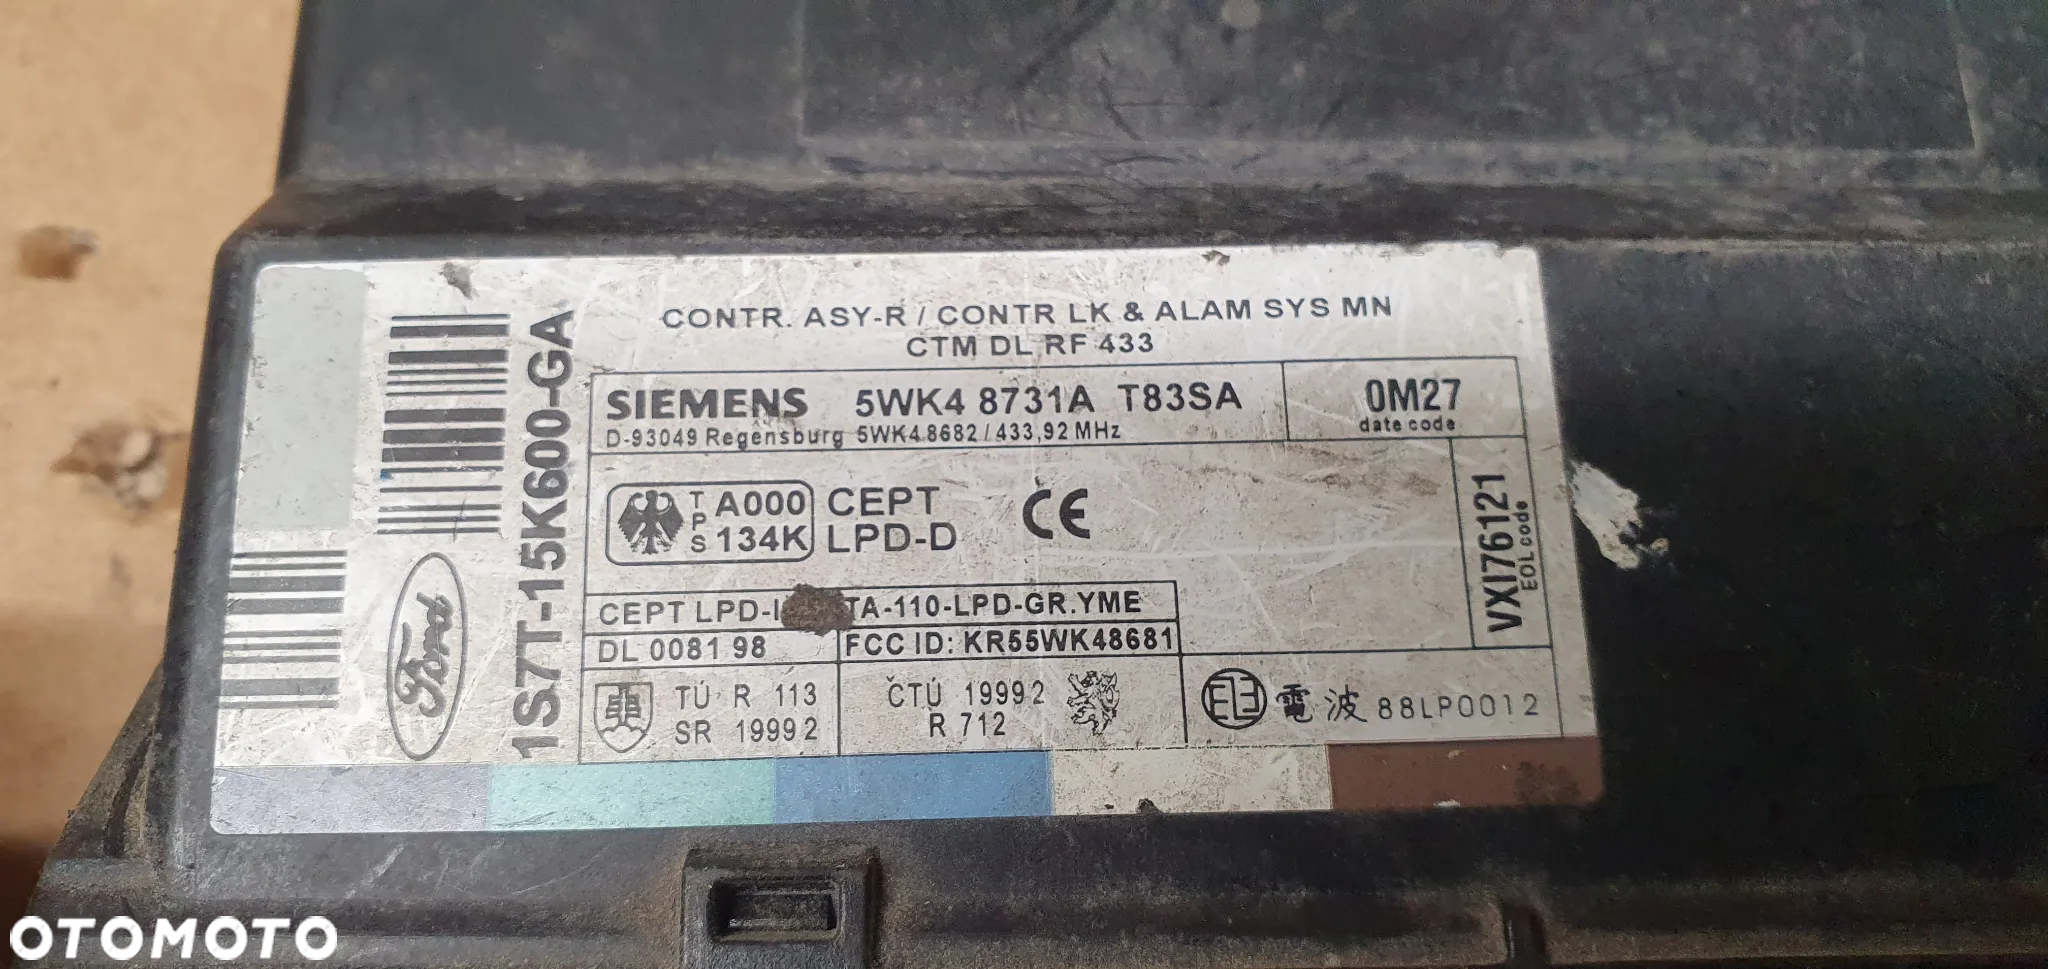 CONTR. ASY-R / CONTR LK & ALAM SYS MN
CTM DL RF 433
SIEMENS 5WK4 8731A T83SA
D-93049 Regensburg 5WK4 8682 / 433,92 MHz
0M27
date code
TPS A000 134K
CEPT
LPD-D
CE
VXI76121
EOL code
CEPT LPD-
TA-110-LPD-GR.YME
DL 0081 98
FCC ID: KR55WK48681
TÚ R 113
SR 1999 2
ČTÚ 1999 2
R 712
電波 88LP0012
Ford
1S7T-15K600-GA
OTOMOTO